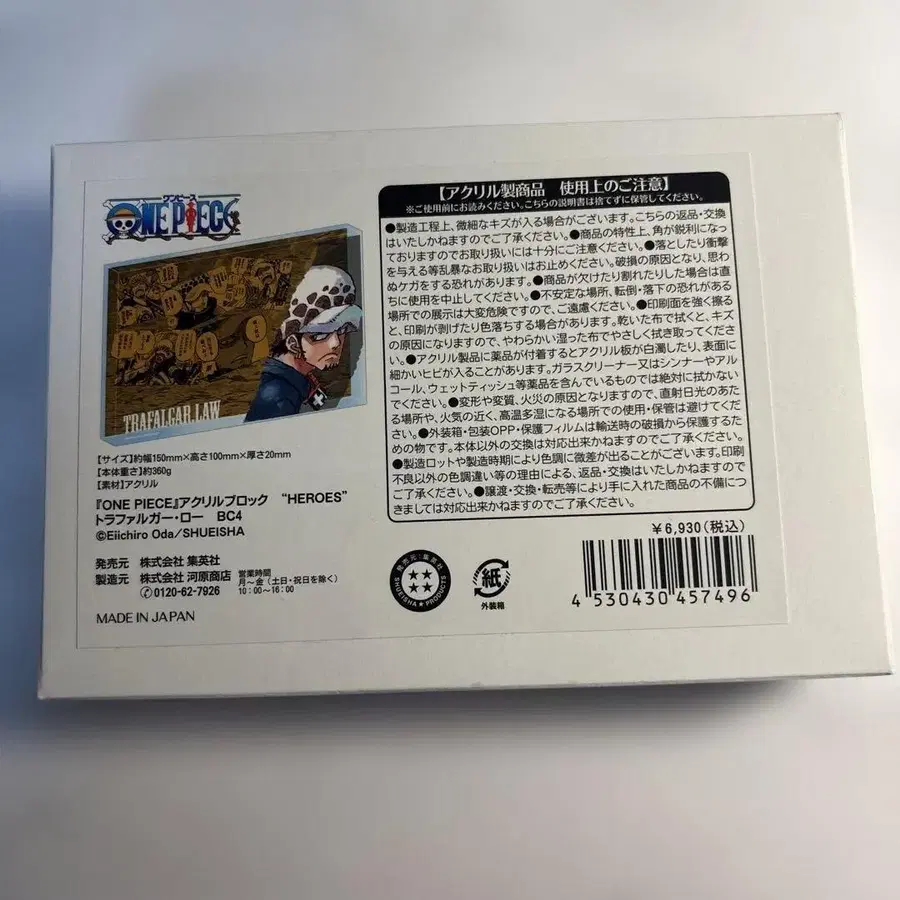 ワンピース
ONE PIECE
TRAFALGAR.LAW
【サイズ】約幅150mm×高さ100mm×厚さ20mm
【本体重さ】約360g
【素材】アクリル
『ONE PIECE』アクリルブロック “HEROES”
トラファルガー・ロー BC4
©Eiichiro Oda/SHUEISHA
発売元 株式会社 集英社
製造元 株式会社 河原商店
0120-62-7926
営業時間
月〜金(土日・祝日を除く)
10:00〜16:00
MADE IN JAPAN
【アクリル製商品 使用上のご注意】
※ご使用前にお読みください。こちらの説明書は捨てずに保管してください。
●製造工程上、微細なキズが入る場合がございます。こちらの返品・交換
はいたしかねますのでご了承ください。●商品の特性上、角が鋭利になっ
ておりますのでお取り扱いには十分にご注意ください。●落としたり衝撃
を与える等乱暴なお取り扱いはお止めください。破損の原因となり、思わ
ぬケガをする恐れがあります。●商品が欠けたり割れたりした場合は直
ちに使用を中止してください。●不安定な場所、転倒・落下の恐れがある
場所での展示は大変危険ですので、ご遠慮ください。●印刷面を強く擦る
と、印刷が剥げたり色落ちする場合があります。乾いた布で拭くと、キズ
の原因になりますので、やわらかい湿った布でやさしく拭き取ってくださ
い。●アクリル製品に薬品が付着するとアクリル板が白濁したり、表面に
細かいヒビが入ることがあります。ガラスクリーナー又はシンナーやアル
コール、ウェットティッシュ等薬品を含んでいるものでは絶対に拭かない
でください。●変形や変質、火災の原因となりますので、直射日光のあた
る場所や、火気の近く、高温多湿になる場所での使用・保管は避けてくだ
さい。●外装箱・包装OPP・保護フィルムは輸送時の破損から保護するた
めの物です。本体以外の交換は対応出来かねますのでご了承ください。
●製造ロットや製造時期により色調に微差が出ることがございます。印刷
不良以外の色調違い等の理由による、返品・交換はいたしかねますので
ご了承ください。●譲渡・交換・転売等により手に入れた商品の不備につ
きましては対応出来かねますのでご了承ください。
¥6,930(税込)
発売元:集英社
SHUEISHA PRODUCTS
紙
外装箱
4 530430 457496